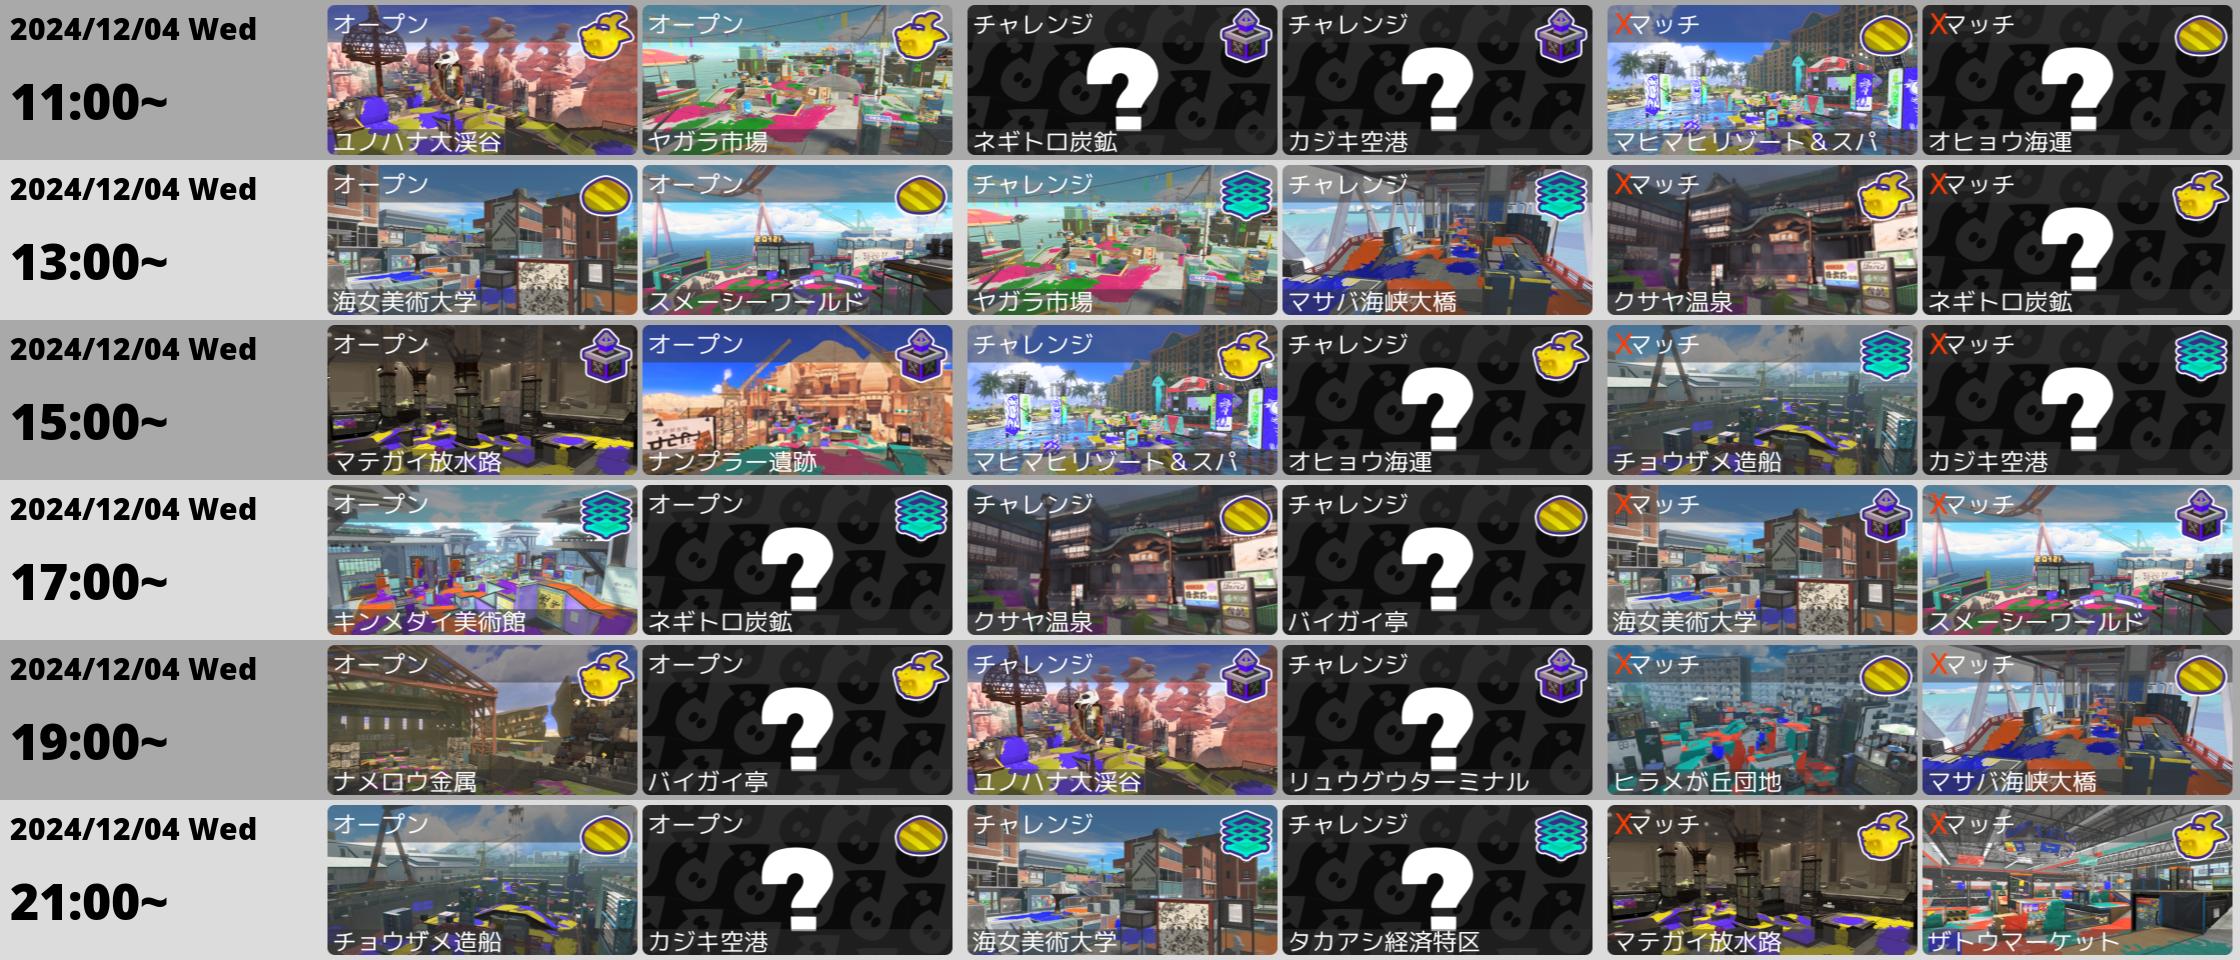 2024/12/04 Wed
11:00~
オープン
ユノハナ大渓谷
オープン
ヤガラ市場
チャレンジ
ネギトロ炭鉱
チャレンジ
カジキ空港
Xマッチ
マヒマヒリゾート＆スパ
Xマッチ
オヒョウ海運
2024/12/04 Wed
13:00~
オープン
海女美術大学
オープン
スメーシーワールド
チャレンジ
ヤガラ市場
チャレンジ
マサバ海峡大橋
Xマッチ
クサヤ温泉
Xマッチ
ネギトロ炭鉱
2024/12/04 Wed
15:00~
オープン
マテガイ放水路
オープン
ナンプラー遺跡
チャレンジ
マヒマヒリゾート＆スパ
チャレンジ
オヒョウ海運
Xマッチ
チョウザメ造船
Xマッチ
カジキ空港
2024/12/04 Wed
17:00~
オープン
キンメダイ美術館
オープン
ネギトロ炭鉱
チャレンジ
クサヤ温泉
チャレンジ
バイガイ亭
Xマッチ
海女美術大学
Xマッチ
スメーシーワールド
2024/12/04 Wed
19:00~
オープン
ナメロウ金属
オープン
バイガイ亭
チャレンジ
ユノハナ大渓谷
チャレンジ
リュウグウターミナル
Xマッチ
ヒラメが丘団地
Xマッチ
マサバ海峡大橋
2024/12/04 Wed
21:00~
オープン
チョウザメ造船
オープン
カジキ空港
チャレンジ
海女美術大学
チャレンジ
タカアシ経済特区
Xマッチ
マテガイ放水路
Xマッチ
ザトウマーケット